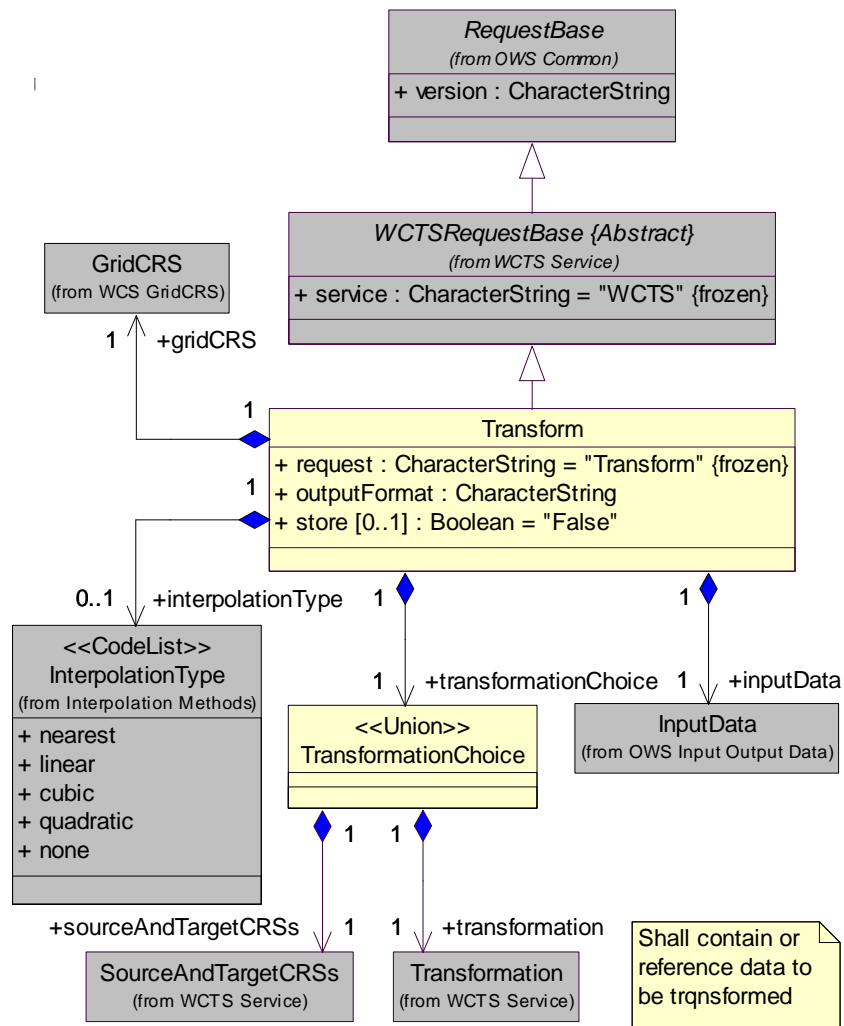 RequestBase
(from OWS Common)
+ version : CharacterString
WCTSRequestBase {Abstract}
(from WCTS Service)
+ service : CharacterString = "WCTS" {frozen}
GridCRS
(from WCS GridCRS)
1
+gridCRS
1
Transform
+ request : CharacterString = "Transform" {frozen}
+ outputFormat : CharacterString
+ store [0..1] : Boolean = "False"
1
0..1
+interpolationType
1
1
<<CodeList>>
InterpolationType
(from Interpolation Methods)
+ nearest
+ linear
+ cubic
+ quadratic
+ none
1
+transformationChoice
1
+inputData
<<Union>>
TransformationChoice
InputData
(from OWS Input Output Data)
1
1
+sourceAndTargetCRSs
1
1
+transformation
SourceAndTargetCRSs
(from WCTS Service)
Transformation
(from WCTS Service)
Shall contain or
reference data to
be trqnsformed